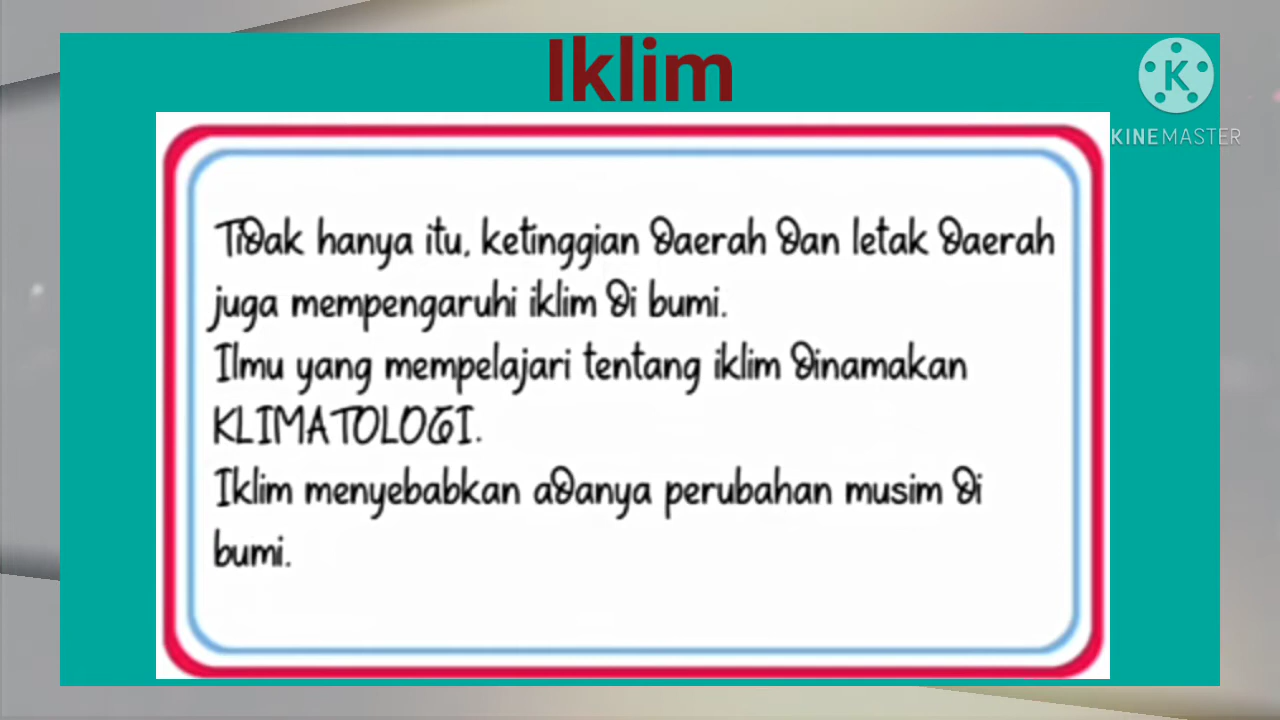 Iklim
K
KINEMASTER
Tidak hanya itu, ketinggian daerah dan letak daerah
juga mempengaruhi iklim di bumi.
Ilmu yang mempelajari tentang iklim dinamakan
KLIMATOLOGI.
Iklim menyebabkan adanya perubahan musim di
bumi.